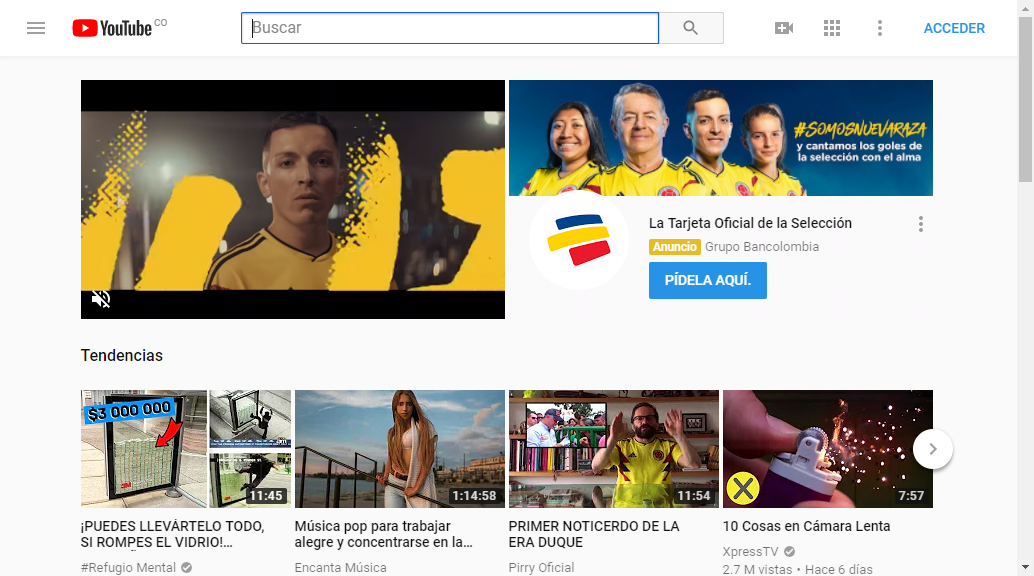 YouTube CO
Buscar
ACCEDER
#SOMOSNUEVARAZA
y cantamos los goles de
la selección con el alma
La Tarjeta Oficial de la Selección
Anuncio Grupo Bancolombia
PÍDELA AQUÍ.
Tendencias
$3 000 000
3M
11:45
1:14:58
11:54
7:57
¡PUEDES LLEVÁRTELO TODO,
SI ROMPES EL VIDRIO!...
#Refugio Mental
Música pop para trabajar
alegre y concentrarse en la...
Encanta Música
PRIMER NOTICERDO DE LA
ERA DUQUE
Pirry Oficial
10 Cosas en Cámara Lenta
XpressTV
2.7 M vistas • Hace 6 días